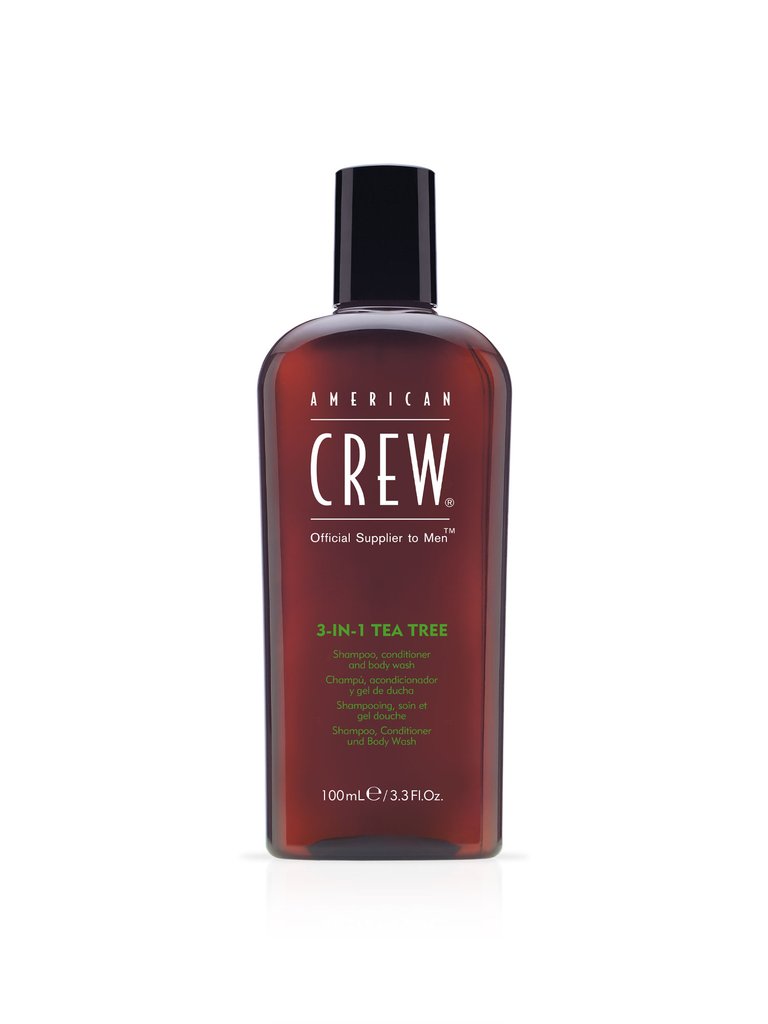 AMERICAN
CREW®
Official Supplier to Men™
3-IN-1 TEA TREE
Shampoo, conditioner
and body wash
Champú, acondicionador
y gel de ducha
Shampooing, soin et
gel douche
Shampoo, Conditioner
und Body Wash
100mL℮/3.3Fl.Oz.